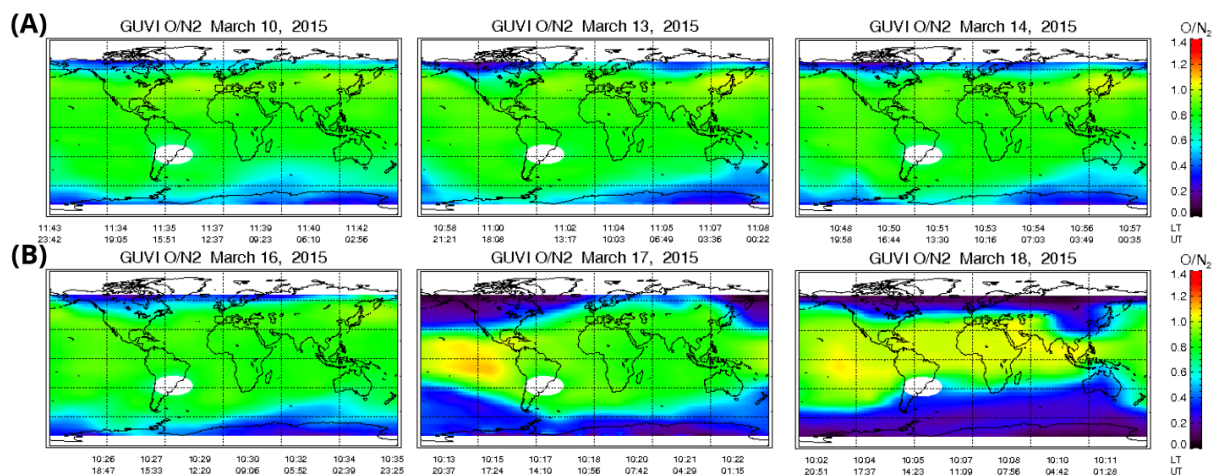 (A)
GUVI O/N2 March 10, 2015
GUVI O/N2 March 13, 2015
GUVI O/N2 March 14, 2015
O/N2
1.4
1.2
1.0
0.8
0.6
0.4
0.2
0.0
11:43 11:34 11:35 11:37 11:39 11:40 11:42
23:42 19:05 15:51 12:37 09:23 06:10 02:56
10:58 11:00 11:02 11:04 11:05 11:07 11:08
21:21 18:08 13:17 10:03 06:49 03:36 00:22
10:48 10:50 10:51 10:53 10:54 10:56 10:57 LT
19:58 16:44 13:30 10:16 07:03 03:49 00:35 UT
(B)
GUVI O/N2 March 16, 2015
GUVI O/N2 March 17, 2015
GUVI O/N2 March 18, 2015
O/N2
1.4
1.2
1.0
0.8
0.6
0.4
0.2
0.0
10:26 10:27 10:29 10:30 10:32 10:34 10:35
18:47 15:33 12:20 09:06 05:52 02:39 23:25
10:13 10:15 10:17 10:18 10:20 10:21 10:22
20:37 17:24 14:10 10:56 07:42 04:29 01:15
10:02 10:04 10:05 10:07 10:08 10:10 10:11 LT
20:51 17:37 14:23 11:09 07:56 04:42 01:28 UT